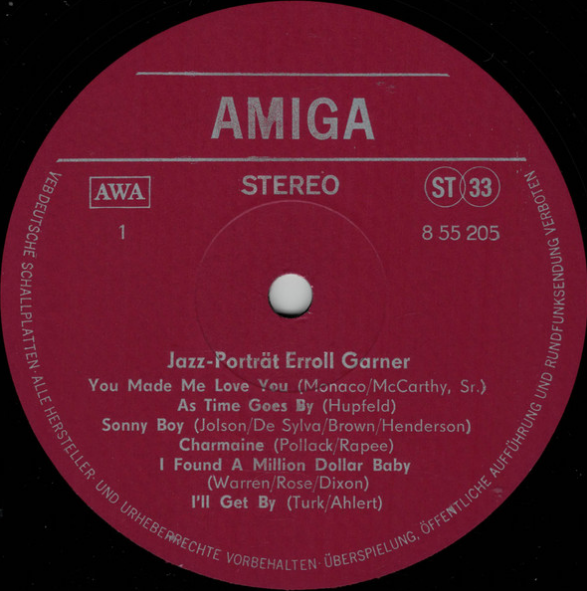 AMIGA
AWA
STEREO
ST 33
1
8 55 205
Jazz-Porträt Erroll Garner
You Made Me Love You (Monaco/McCarthy, Sr.)
As Time Goes By (Hupfeld)
Sonny Boy (Jolson/De Sylva/Brown/Henderson)
Charmaine (Pollack/Rapee)
I Found A Million Dollar Baby
(Warren/Rose/Dixon)
I'll Get By (Turk/Ahlert)
VEB DEUTSCHE SCHALLPLATTEN · ALLE HERSTELLER- UND URHEBERRECHTE VORBEHALTEN · ÜBERSPIELUNG, ÖFFENTLICHE AUFFÜHRUNG UND RUNDFUNKSENDUNG VERBOTEN